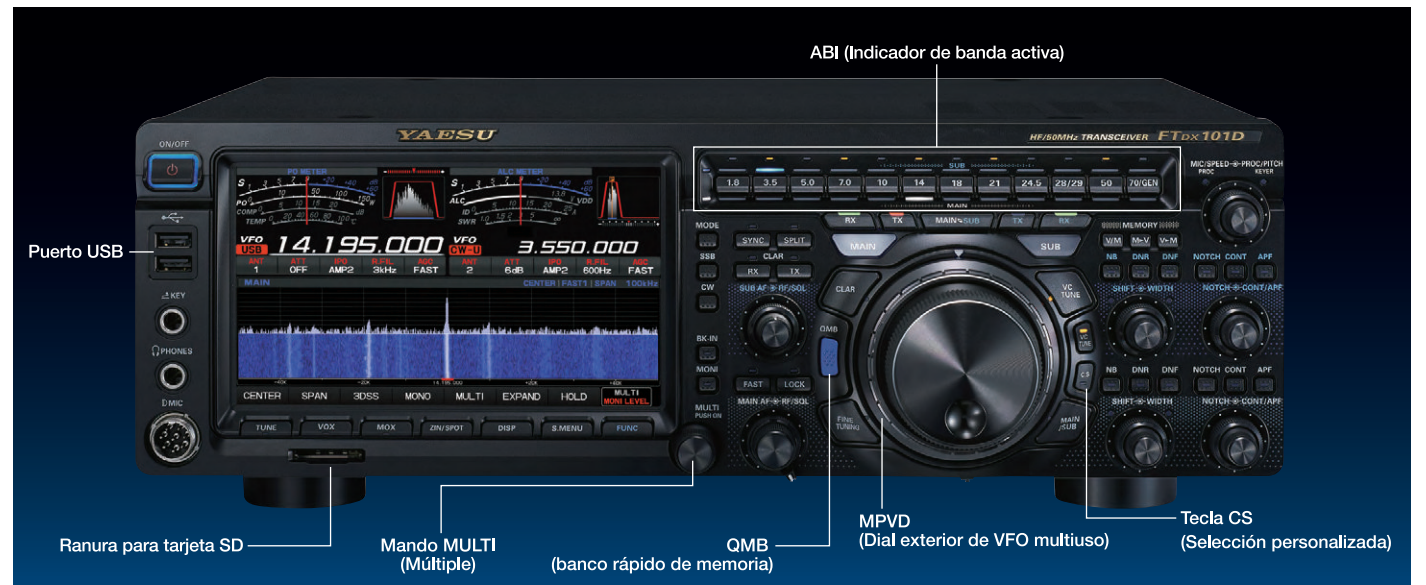 ABI (Indicador de banda activa)
YAESU
HF/50MHz TRANSCEIVER FTDX101D
ON/OFF
Puerto USB
KEY
PHONES
MIC
PO METER
ALC METER
VFO
USB
14.195.000
VFO
CW-U
3.550.000
ANT ATT IPO R.FIL AGC
1 OFF AMP2 3kHz FAST
ANT ATT IPO R.FIL AGC
2 6dB AMP2 600Hz FAST
MAIN
CENTER | FAST1 | SPAN 100kHz
CENTER SPAN 3DSS MONO MULTI EXPAND HOLD MULTI
MONI LEVEL
TUNE VOX MOX ZIN/SPOT DISP S.MENU FUNC
SUB
1.8 3.5 5.0 7.0 10 14 18 21 24.5 28/29 50 70/GEN
MAIN
MIC/SPEED PROC/PITCH
PROC KEYER
RX TX MAIN SUB TX RX
MODE
SSB
CW
BK-IN
MONI
MULTI
PUSH ON
SYNC SPLIT
CLAR
RX TX
SUB AF RF/SQL
FAST LOCK
MAIN AF RF/SQL
MAIN
SUB
CLAR
QMB
FINE
TUNING
VC
TUNE
VC
TUNE
CS
MAIN
/SUB
MEMORY
V/M M▸V V▸M
NB DNR DNF NOTCH CONT APF
SHIFT WIDTH NOTCH CONT/APF
NB DNR DNF NOTCH CONT APF
SHIFT WIDTH NOTCH CONT/APF
Ranura para tarjeta SD
Mando MULTI
(Múltiple)
QMB
(banco rápido de memoria)
MPVD
(Dial exterior de VFO multiuso)
Tecla CS
(Selección personalizada)